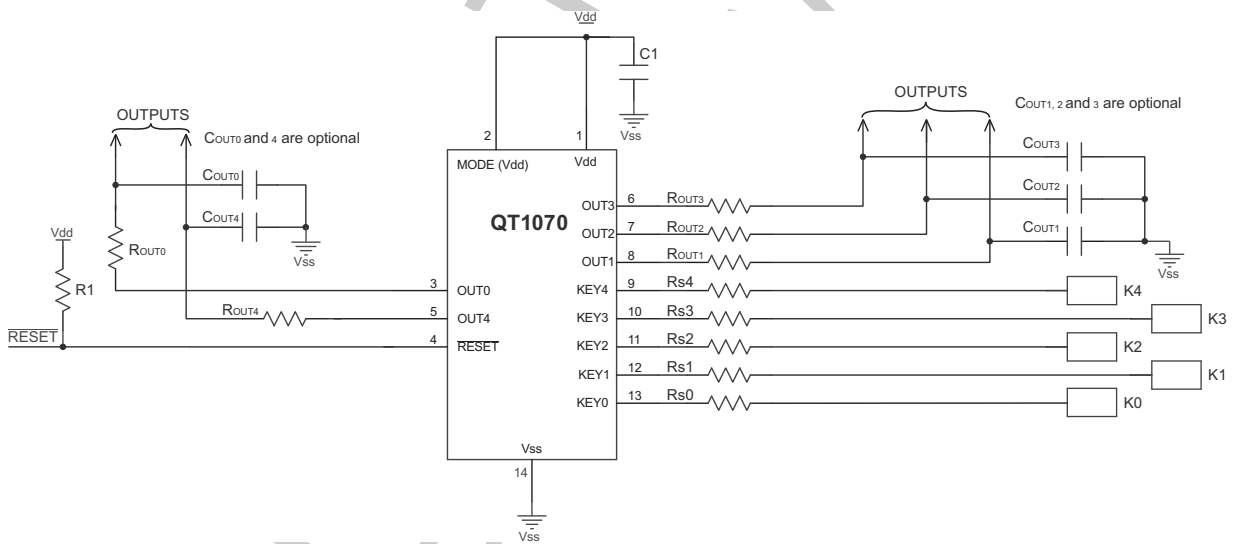 Vdd
C1
Vss
OUTPUTS
COUT0 and 4 are optional
COUT0
COUT4
Vss
ROUT0
Vdd
R1
ROUT4
RESET
2
1
MODE (Vdd)
Vdd
QT1070
3
OUT0
5
OUT4
4
RESET
OUT3
6
ROUT3
OUT2
7
ROUT2
OUT1
8
ROUT1
KEY4
9
Rs4
K4
KEY3
10
Rs3
K3
KEY2
11
Rs2
K2
KEY1
12
Rs1
K1
KEY0
13
Rs0
K0
OUTPUTS
COUT1, 2 and 3 are optional
COUT3
COUT2
COUT1
Vss
Vss
14
Vss